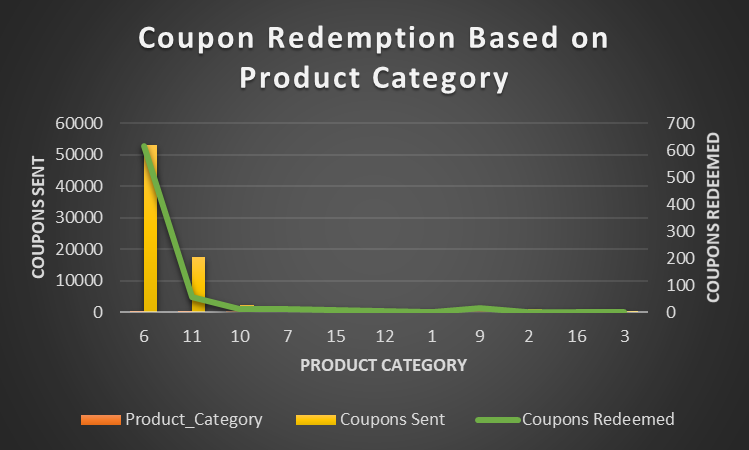 Coupon Redemption Based on
Product Category
60000
50000
40000
30000
20000
10000
0
COUPONS SENT
700
600
500
400
300
200
100
0
COUPONS REDEEMED
6 11 10 7 15 12 1 9 2 16 3
PRODUCT CATEGORY
Product_Category Coupons Sent Coupons Redeemed